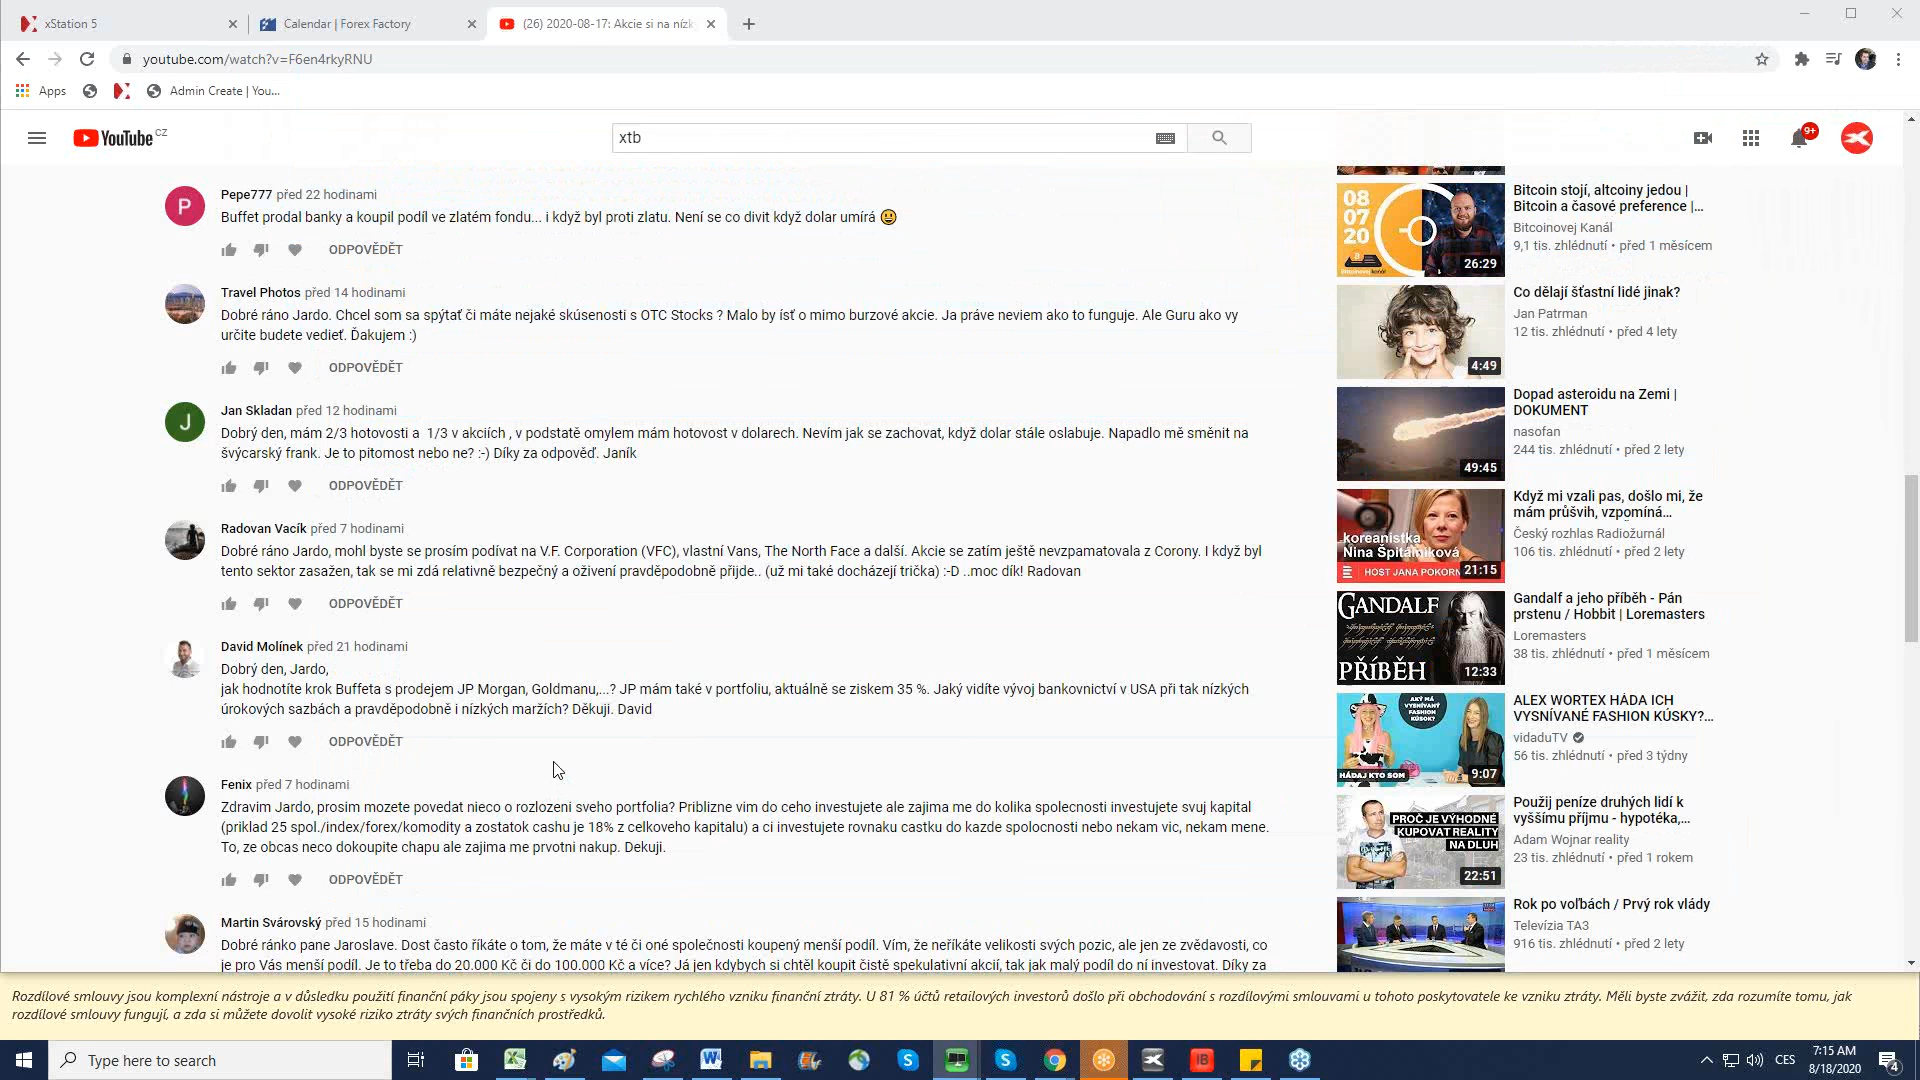 xStation 5
Calendar | Forex Factory
(26) 2020-08-17: Akcie si na nízk
youtube.com/watch?v=F6en4rkyRNU
Apps
Admin Create | You...
YouTube CZ
xtb
9+
P
Pepe777 před 22 hodinami
Buffet prodal banky a koupil podíl ve zlatém fondu... i když byl proti zlatu. Není se co divit když dolar umírá 😃
ODPOVĚDĚT
Travel Photos před 14 hodinami
Dobré ráno Jardo. Chcel som sa spýtať či máte nejaké skúsenosti s OTC Stocks ? Malo by ísť o mimo burzové akcie. Ja práve neviem ako to funguje. Ale Guru ako vy
určite budete vedieť. Ďakujem :)
ODPOVĚDĚT
J
Jan Skladan před 12 hodinami
Dobrý den, mám 2/3 hotovosti a  1/3 v akciích , v podstatě omylem mám hotovost v dolarech. Nevím jak se zachovat, když dolar stále oslabuje. Napadlo mě směnit na
švýcarský frank. Je to pitomost nebo ne? :-) Díky za odpověď. Janík
ODPOVĚDĚT
Radovan Vacík před 7 hodinami
Dobré ráno Jardo, mohl byste se prosím podívat na V.F. Corporation (VFC), vlastní Vans, The North Face a další. Akcie se zatím ještě nevzpamatovala z Corony. I když byl
tento sektor zasažen, tak se mi zdá relativně bezpečný a oživení pravděpodobně přijde.. (už mi také docházejí trička) :-D ..moc dík! Radovan
ODPOVĚDĚT
David Molínek před 21 hodinami
Dobrý den, Jardo,
jak hodnotíte krok Buffeta s prodejem JP Morgan, Goldmanu,...? JP mám také v portfoliu, aktuálně se ziskem 35 %. Jaký vidíte vývoj bankovnictví v USA při tak nízkých
úrokových sazbách a pravděpodobně i nízkých maržích? Děkuji. David
ODPOVĚDĚT
Fenix před 7 hodinami
Zdravim Jardo, prosim mozete povedat nieco o rozlozeni sveho portfolia? Priblizne vim do ceho investujete ale zajima me do kolika spolecnosti investujete svuj kapital
(priklad 25 spol./index/forex/komodity a zostatok cashu je 18% z celkoveho kapitalu) a ci investujete rovnaku castku do kazde spolocnosti nebo nekam vic, nekam mene.
To, ze obcas neco dokoupite chapu ale zajima me prvotni nakup. Dekuji.
ODPOVĚDĚT
Martin Svárovský před 15 hodinami
Dobré ránko pane Jaroslave. Dost často říkáte o tom, že máte v té či oné společnosti koupený menší podíl. Vím, že neříkáte velikosti svých pozic, ale jen ze zvědavosti, co
je pro Vás menší podíl. Je to třeba do 20.000 Kč či do 100.000 Kč a více? Já jen kdybych si chtěl koupit čistě spekulativní akcií, tak jak malý podíl do ní investovat. Díky za
08
07
20
Bitcoinovej kanál
26:29
Bitcoin stojí, altcoiny jedou |
Bitcoin a časové preference |...
Bitcoinovej Kanál
9,1 tis. zhlédnutí • před 1 měsícem
4:49
Co dělají šťastní lidé jinak?
Jan Patrman
12 tis. zhlédnutí • před 4 lety
49:45
Dopad asteroidu na Zemi |
DOKUMENT
nasofan
244 tis. zhlédnutí • před 2 lety
koreanistka
Nina Špitálníková
HOST JANA POKORN
21:15
Když mi vzali pas, došlo mi, že
mám průšvih, vzpomíná...
Český rozhlas Radiožurnál
106 tis. zhlédnutí • před 2 lety
GANDALF
PŘÍBĚH
12:33
Gandalf a jeho příběh - Pán
prstenu / Hobbit | Loremasters
Loremasters
38 tis. zhlédnutí • před 1 měsícem
AKÝ MÁ
VYSNÍVANÝ
FASHION
KÚSOK?
HÁDAJ KTO SOM
9:07
ALEX WORTEX HÁDA ICH
VYSNÍVANÉ FASHION KÚSKY?...
vidaduTV
56 tis. zhlédnutí • před 3 týdny
PROČ JE VÝHODNÉ
KUPOVAT REALITY
NA DLUH
22:51
Použij peníze druhých lidí k
vyššímu příjmu - hypotéka,...
Adam Wojnar reality
23 tis. zhlédnutí • před 1 rokem
Rok po voľbách / Prvý rok vlády
Televízia TA3
916 tis. zhlédnutí • před 2 lety
Rozdílové smlouvy jsou komplexní nástroje a v důsledku použití finanční páky jsou spojeny s vysokým rizikem rychlého vzniku finanční ztráty. U 81 % účtů retailových investorů došlo při obchodování s rozdílovými smlouvami u tohoto poskytovatele ke vzniku ztráty. Měli byste zvážit, zda rozumíte tomu, jak
rozdílové smlouvy fungují, a zda si můžete dovolit vysoké riziko ztráty svých finančních prostředků.
Type here to search
IB
CES
7:15 AM
8/18/2020
4